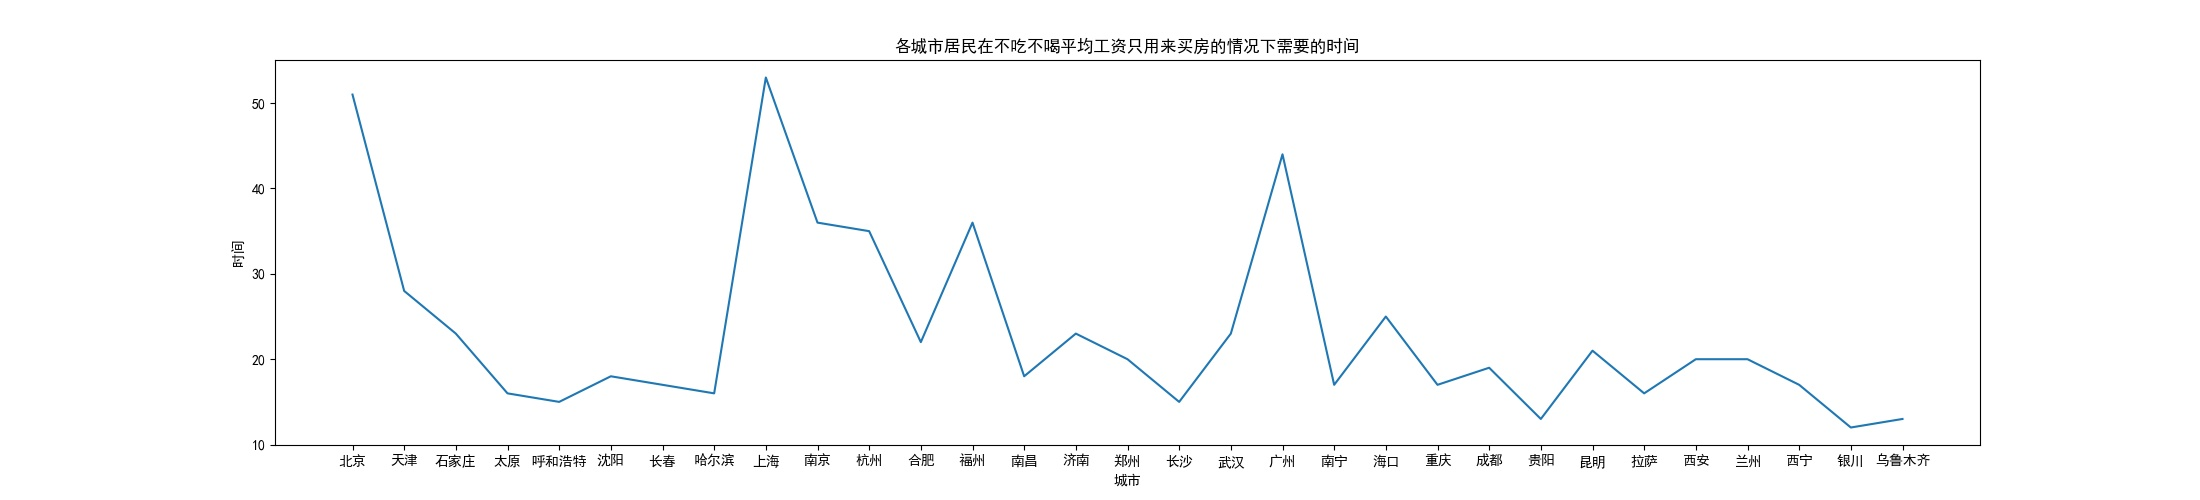 各城市居民在不吃不喝平均工资只用来买房的情况下需要的时间
50
40
30
20
10
时间
北京 天津 石家庄 太原 呼和浩特 沈阳 长春 哈尔滨 上海 南京 杭州 合肥 福州 南昌 济南 郑州 长沙 武汉 广州 南宁 海口 重庆 成都 贵阳 昆明 拉萨 西安 兰州 西宁 银川 乌鲁木齐
城市